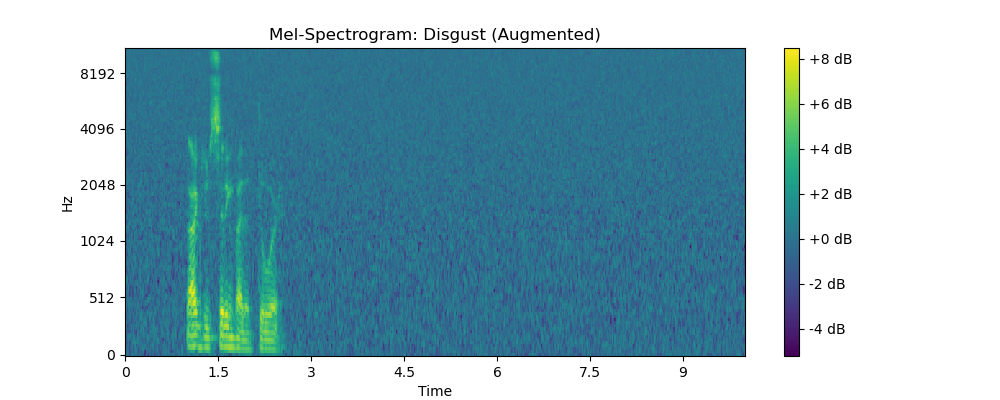 Mel-Spectrogram: Disgust (Augmented)
Hz
8192
4096
2048
1024
512
0
0 1.5 3 4.5 6 7.5 9
Time
+8 dB
+6 dB
+4 dB
+2 dB
+0 dB
-2 dB
-4 dB